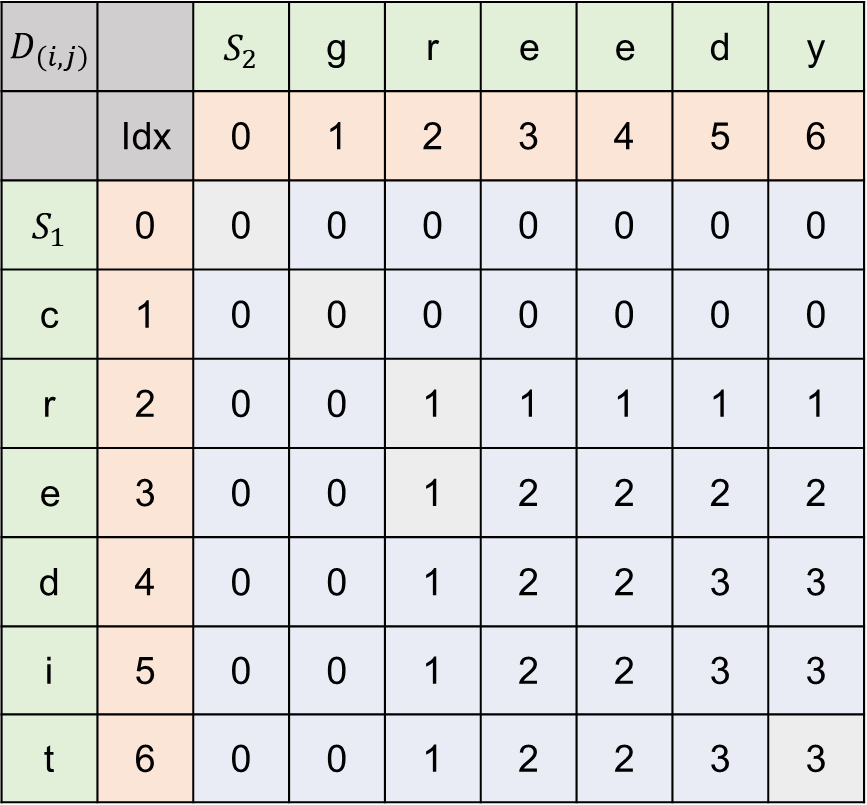 D(i,j) S2 g r e e d y
Idx 0 1 2 3 4 5 6
S1 0 0 0 0 0 0 0 0
c 1 0 0 0 0 0 0 0
r 2 0 0 1 1 1 1 1
e 3 0 0 1 2 2 2 2
d 4 0 0 1 2 2 3 3
i 5 0 0 1 2 2 3 3
t 6 0 0 1 2 2 3 3